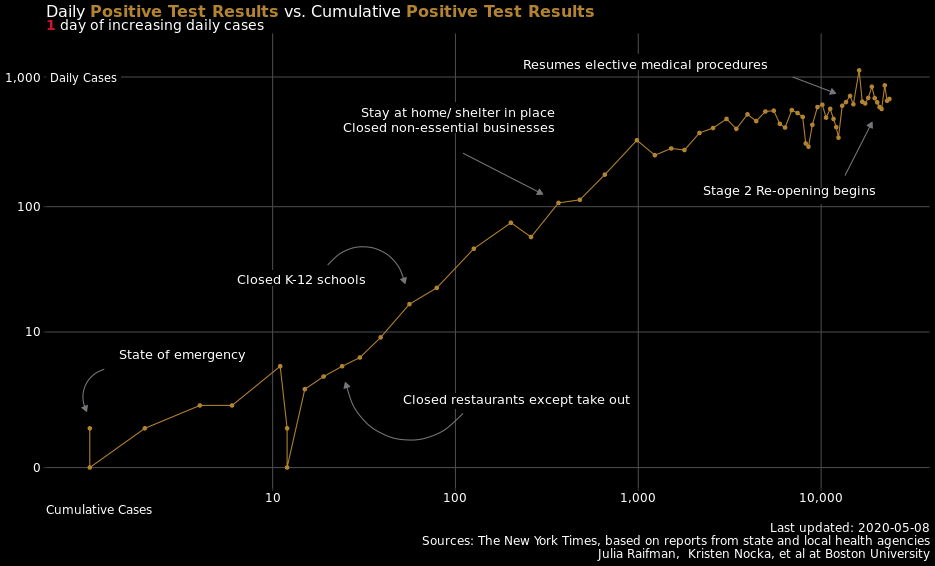 Daily Positive Test Results vs. Cumulative Positive Test Results
1 day of increasing daily cases
Resumes elective medical procedures
1,000
Daily Cases
Stay at home/ shelter in place
Closed non-essential businesses
Stage 2 Re-opening begins
100
Closed K-12 schools
10
State of emergency
Closed restaurants except take out
0
10
100
1,000
10,000
Cumulative Cases
Last updated: 2020-05-08
Sources: The New York Times, based on reports from state and local health agencies
Julia Raifman,  Kristen Nocka, et al at Boston University